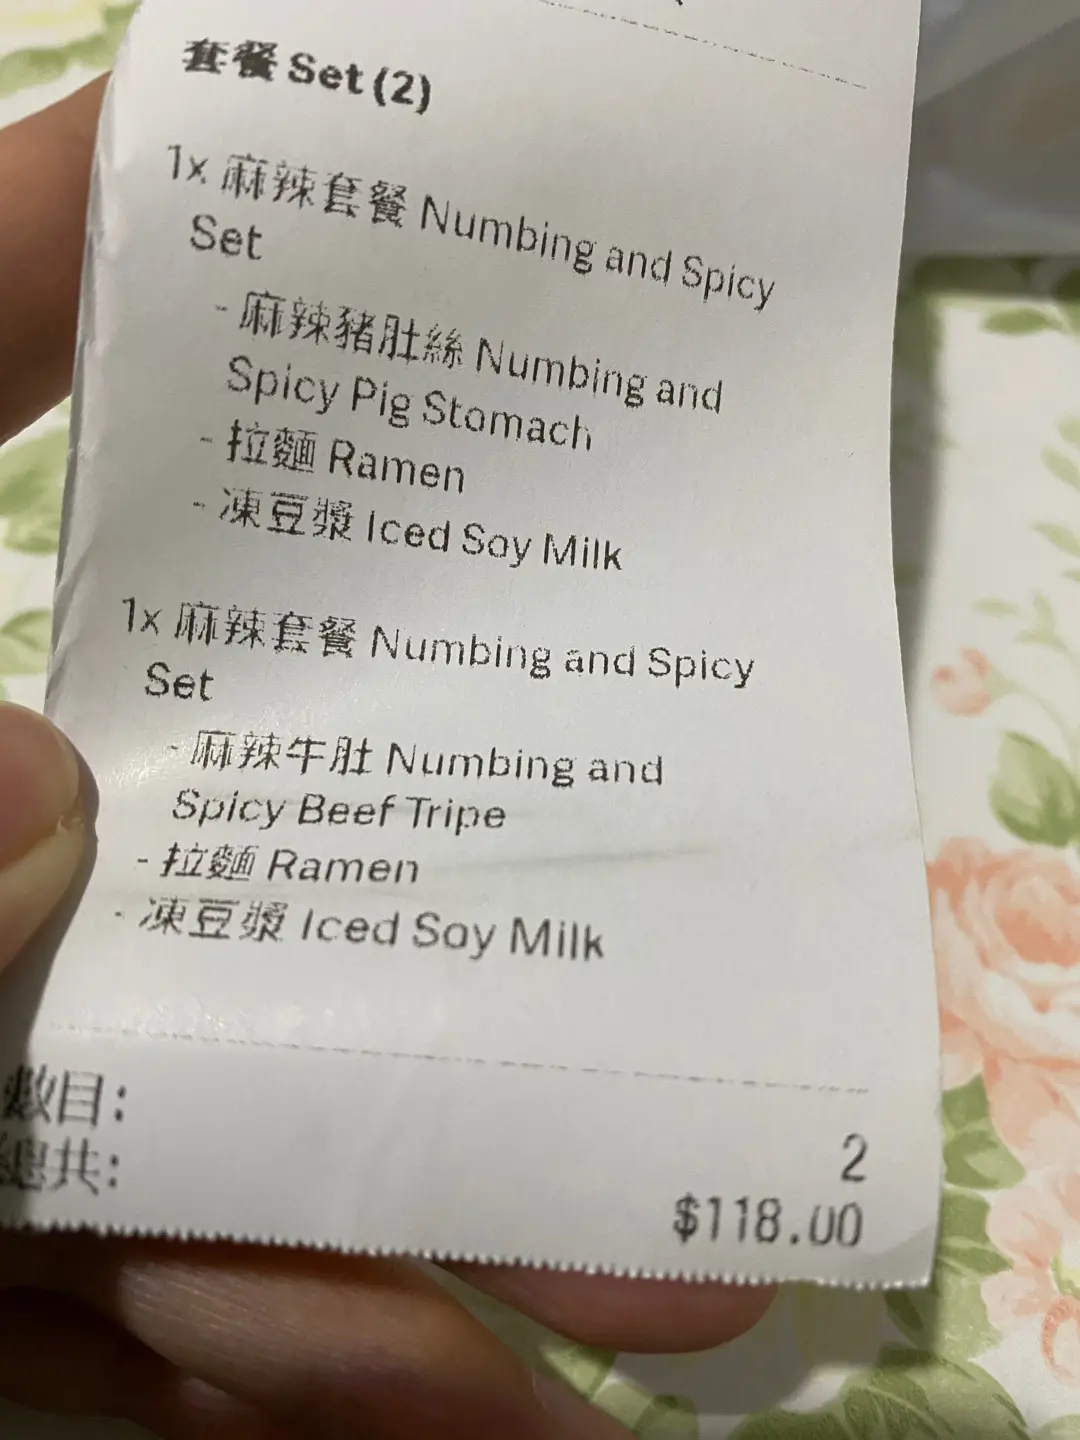 套餐 Set (2)
1x 麻辣套餐 Numbing and Spicy
Set
- 麻辣豬肚絲 Numbing and
Spicy Pig Stomach
- 拉麵 Ramen
- 凍豆漿 Iced Soy Milk
1x 麻辣套餐 Numbing and Spicy
Set
- 麻辣牛肚 Numbing and
Spicy Beef Tripe
- 拉麵 Ramen
- 凍豆漿 Iced Soy Milk
數目:
2
總共:
$118.00